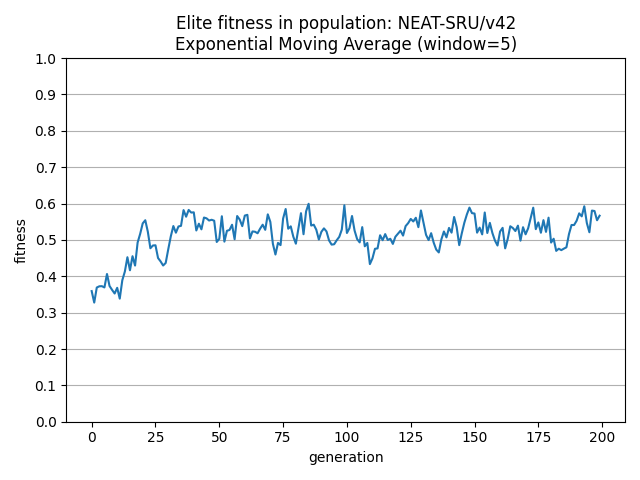 Elite fitness in population: NEAT-SRU/v42
Exponential Moving Average (window=5)
1.0
0.9
0.8
0.7
0.6
0.5
0.4
0.3
0.2
0.1
0.0
fitness
0 25 50 75 100 125 150 175 200
generation